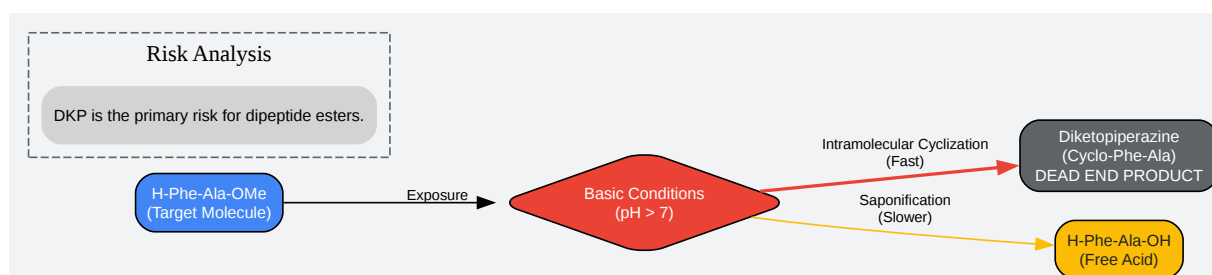 Risk Analysis
DKP is the primary risk for dipeptide esters.
H-Phe-Ala-OMe
(Target Molecule)
Exposure
Basic Conditions
(pH > 7)
Intramolecular Cyclization
(Fast)
Saponification
(Slower)
Diketopiperazine
(Cyclo-Phe-Ala)
DEAD END PRODUCT
H-Phe-Ala-OH
(Free Acid)